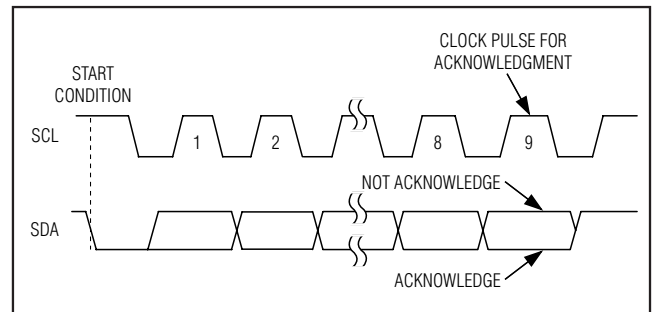 CLOCK PULSE FOR
ACKNOWLEDGMENT
START
CONDITION
SCL
1
2
8
9
NOT ACKNOWLEDGE
SDA
ACKNOWLEDGE